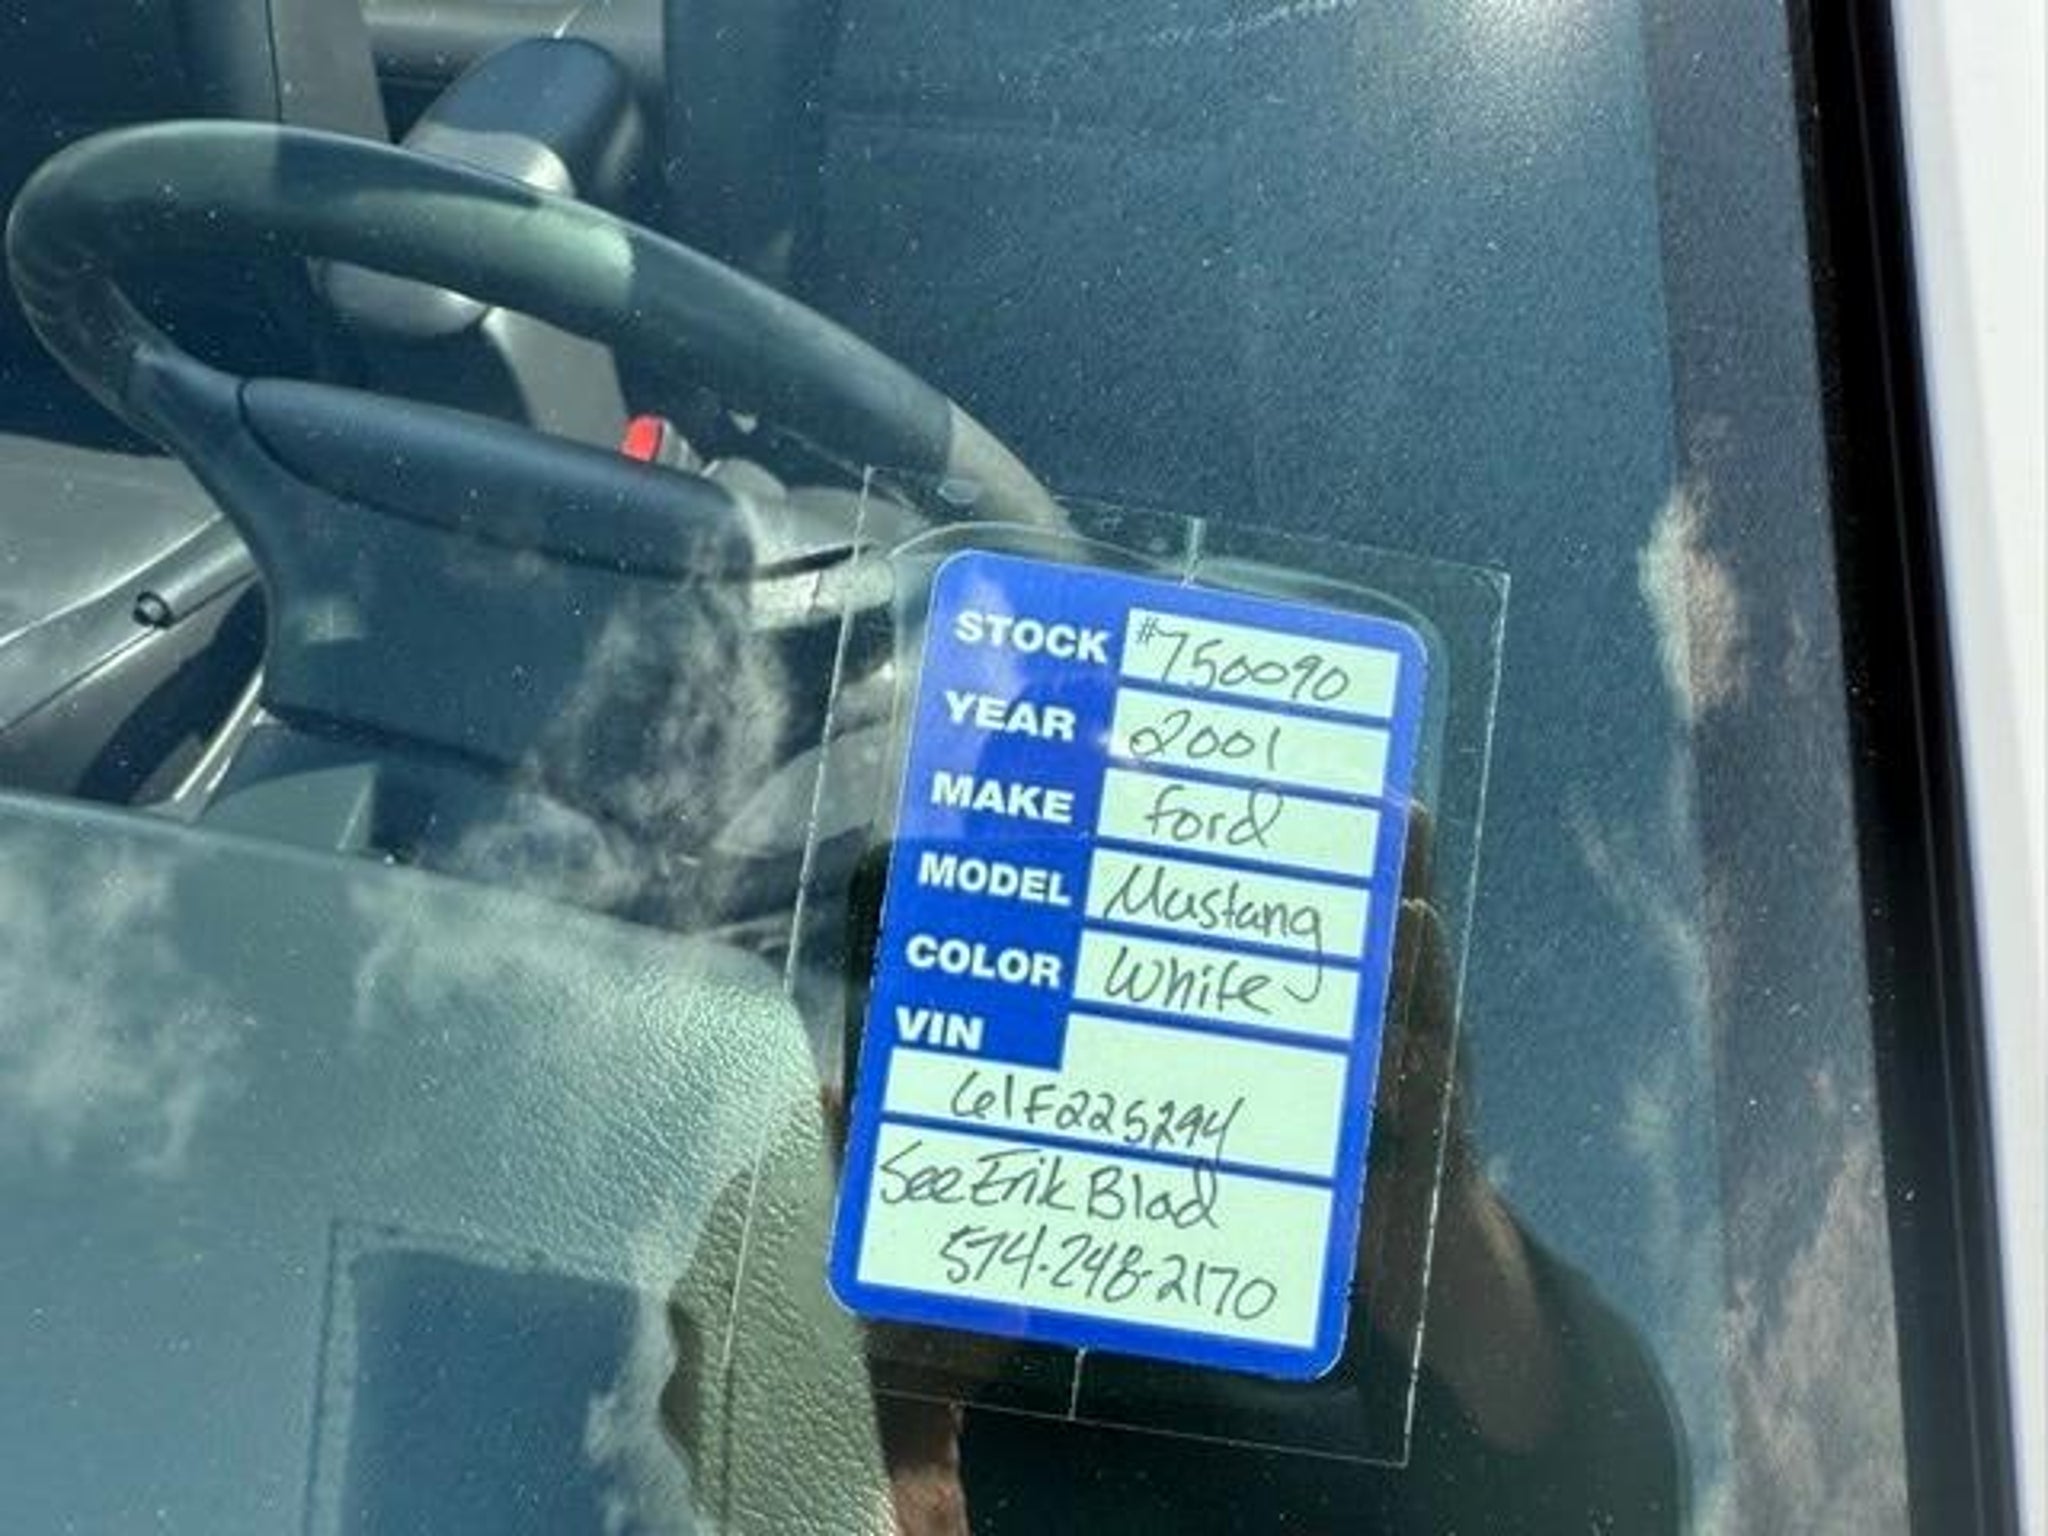 STOCK #750090
YEAR 2001
MAKE Ford
MODEL Mustang
COLOR White
VIN
61F225294
See Erik Blad
574-248-2170